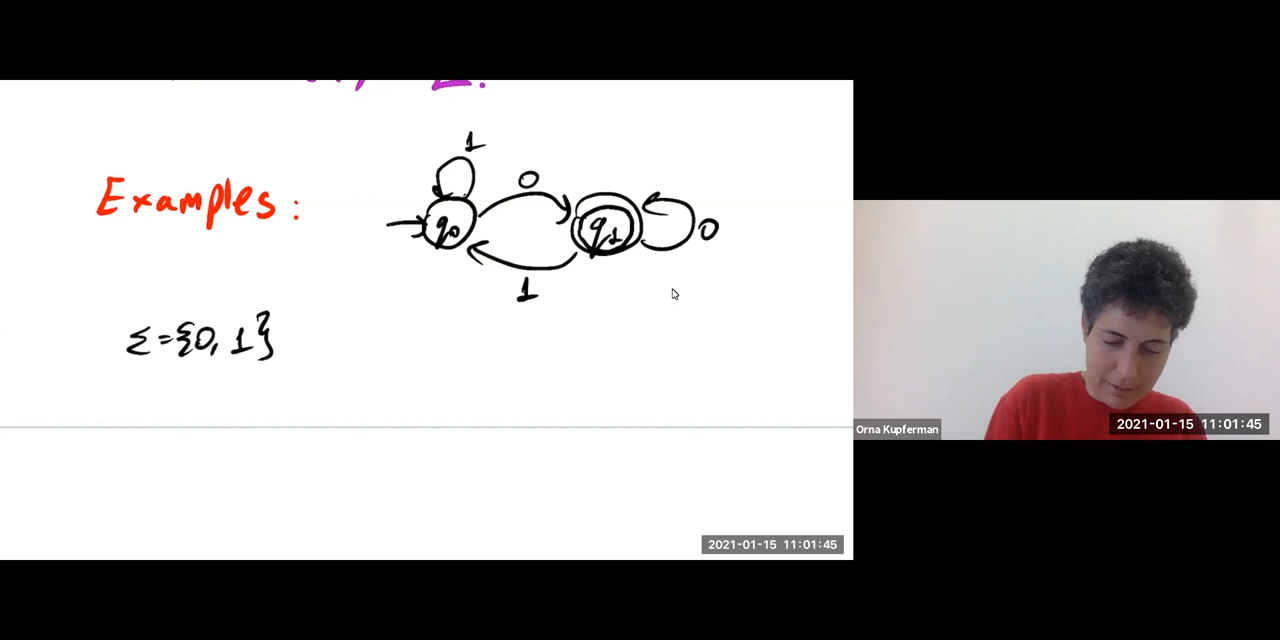 Examples:
1
0
q0
q1
0
1
Σ={0, 1}
Orna Kupferman
2021-01-15 11:01:45
2021-01-15 11:01:45